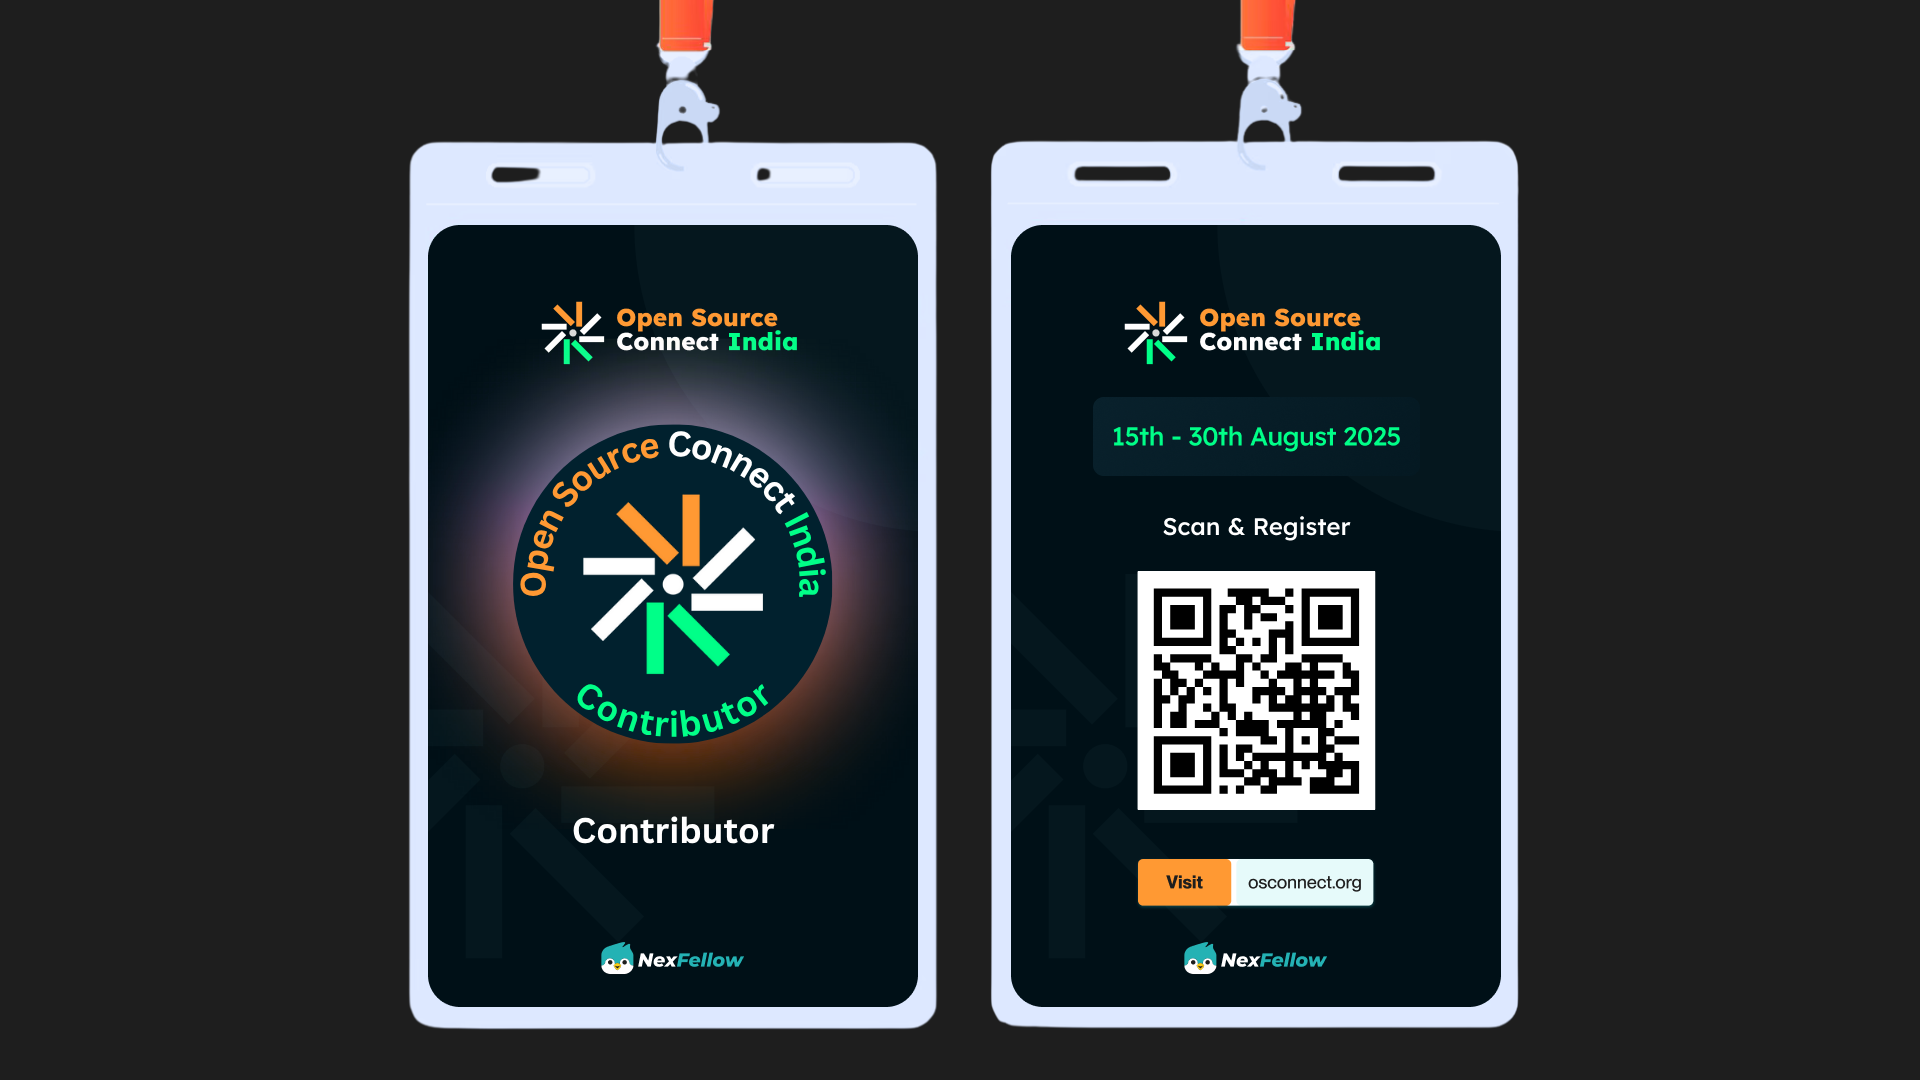 Open Source
Connect India
Open Source Connect India
Contributor
Contributor
NexFellow
Open Source
Connect India
15th - 30th August 2025
Scan & Register
Visit osconnect.org
NexFellow